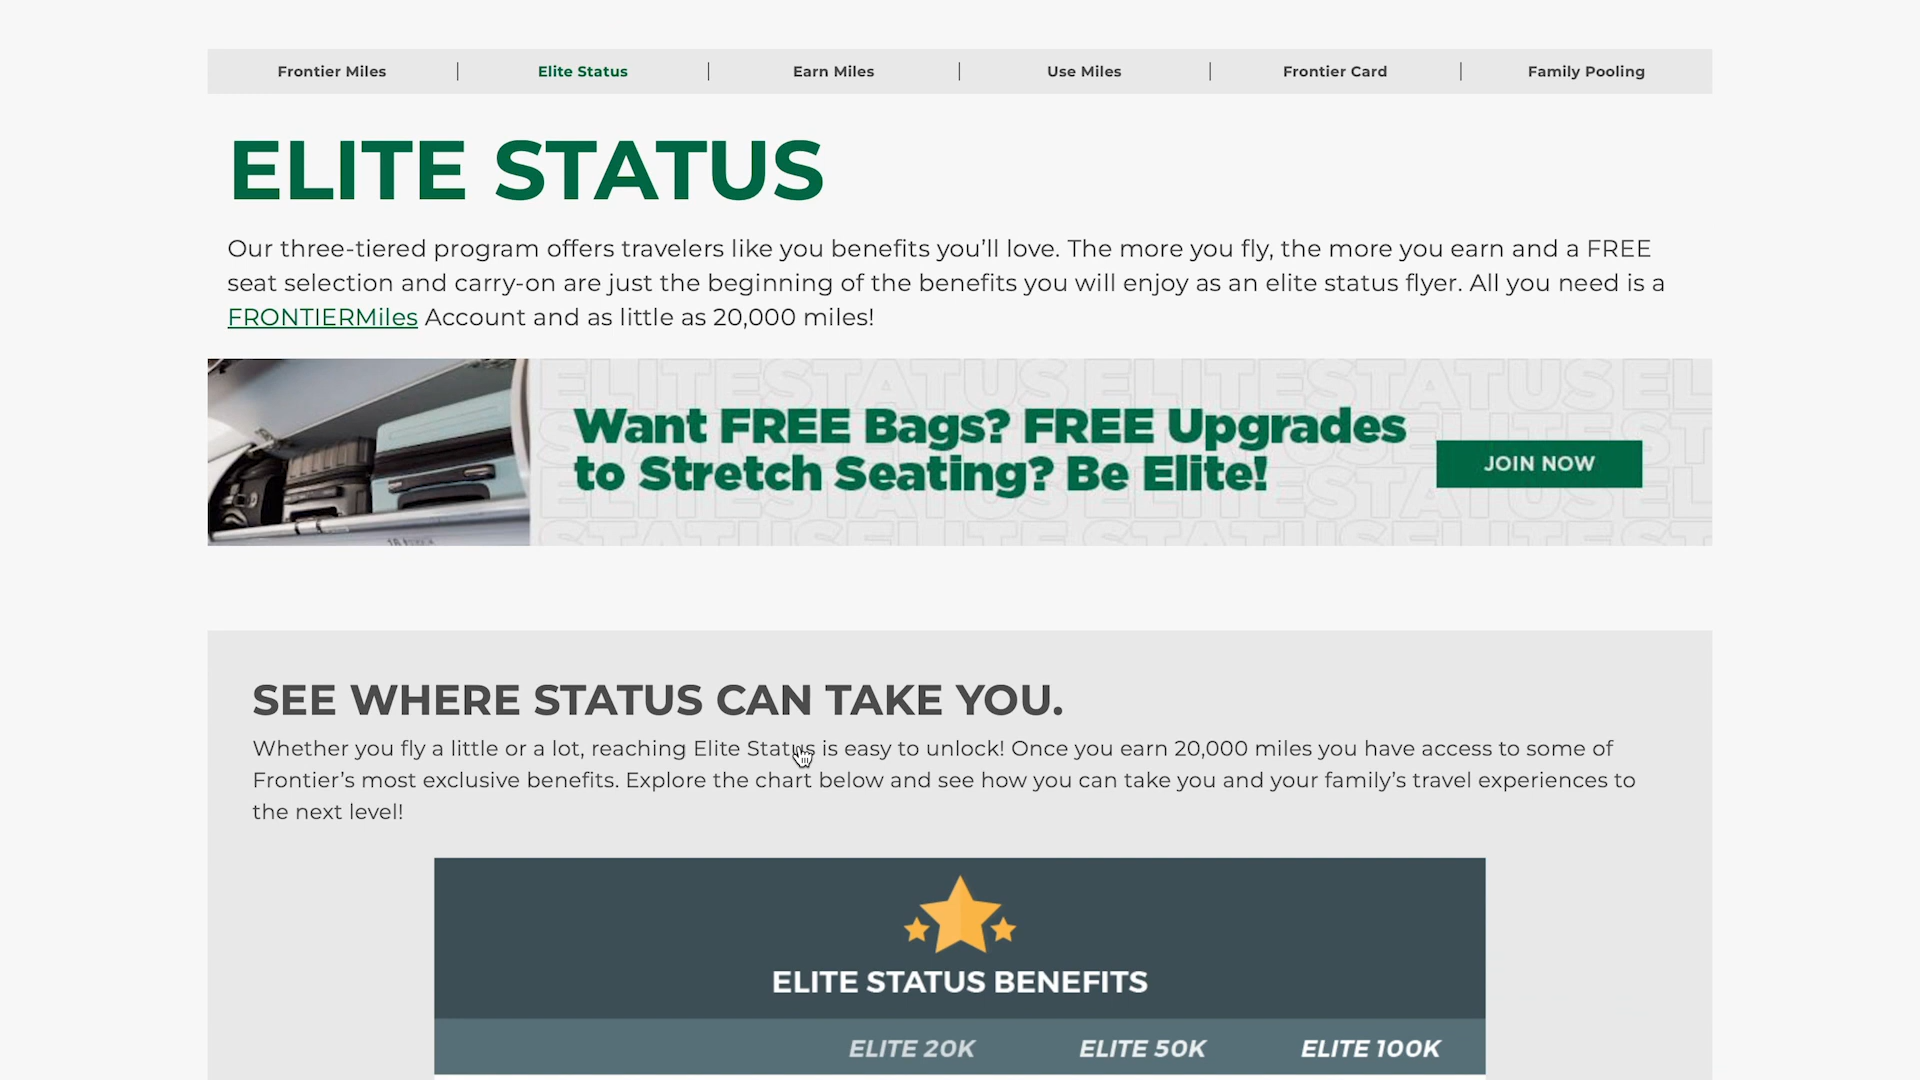 Frontier Miles
Elite Status
Earn Miles
Use Miles
Frontier Card
Family Pooling
ELITE STATUS
Our three-tiered program offers travelers like you benefits you’ll love. The more you fly, the more you earn and a FREE
seat selection and carry-on are just the beginning of the benefits you will enjoy as an elite status flyer. All you need is a
FRONTIERMiles Account and as little as 20,000 miles!
Want FREE Bags? FREE Upgrades
to Stretch Seating? Be Elite!
JOIN NOW
SEE WHERE STATUS CAN TAKE YOU.
Whether you fly a little or a lot, reaching Elite Status is easy to unlock! Once you earn 20,000 miles you have access to some of
Frontier’s most exclusive benefits. Explore the chart below and see how you can take you and your family’s travel experiences to
the next level!
ELITE STATUS BENEFITS
ELITE 20K
ELITE 50K
ELITE 100K